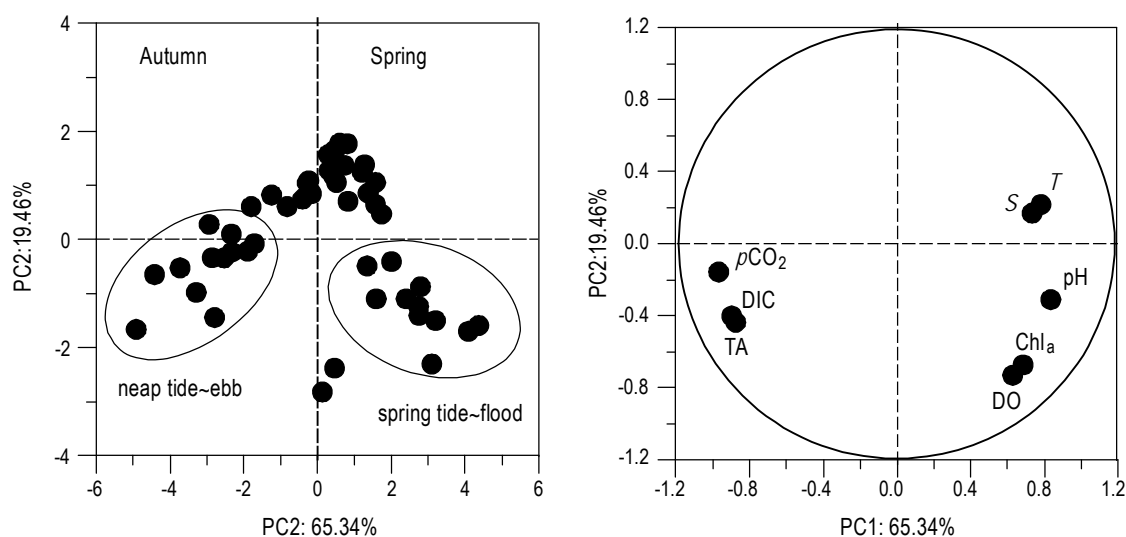 4
Autumn
Spring
2
0
-2
-4
PC2:19.46%
neap tide~ebb
spring tide~flood
-6
-4
-2
0
2
4
6
PC2: 65.34%
1.2
0.8
0.4
0.0
-0.4
-0.8
-1.2
PC2:19.46%
S
T
pCO₂
DIC
TA
pH
Chlₐ
DO
-1.2
-0.8
-0.4
0.0
0.4
0.8
1.2
PC1: 65.34%